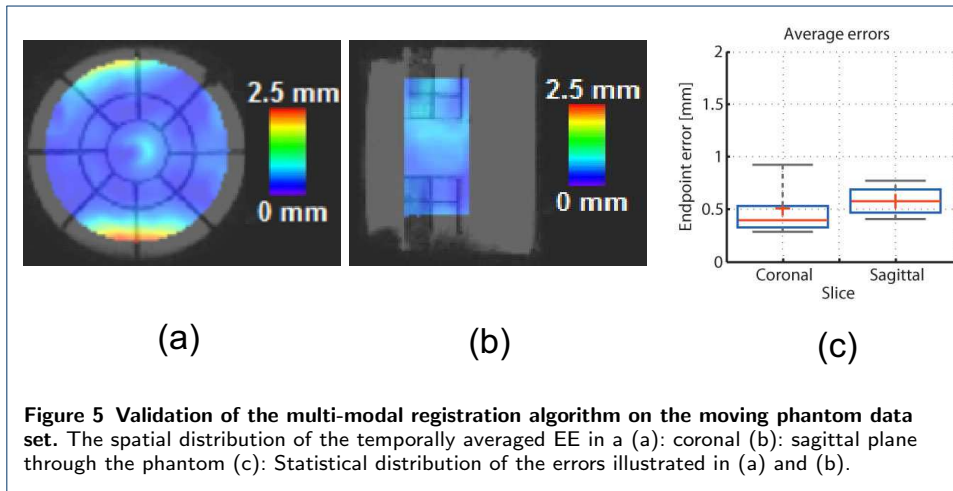 2.5 mm
0 mm
(a)
2.5 mm
0 mm
(b)
Average errors
Endpoint error [mm]
2
1.5
1
0.5
0
Coronal
Sagittal
Slice
(c)
Figure 5 Validation of the multi-modal registration algorithm on the moving phantom data
set. The spatial distribution of the temporally averaged EE in a (a): coronal (b): sagittal plane
through the phantom (c): Statistical distribution of the errors illustrated in (a) and (b).